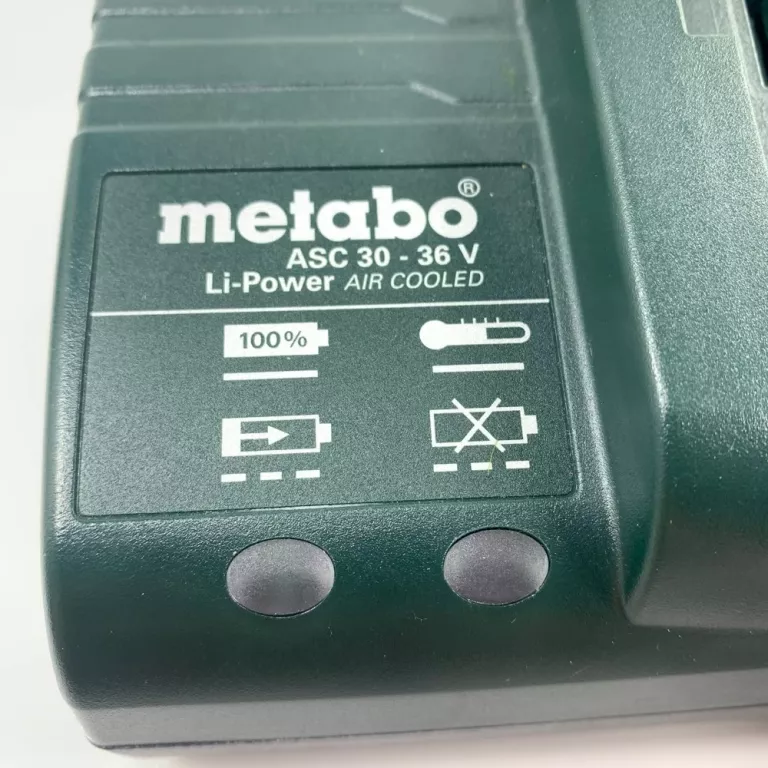 metabo®
ASC 30 - 36 V
Li-Power AIR COOLED
100%